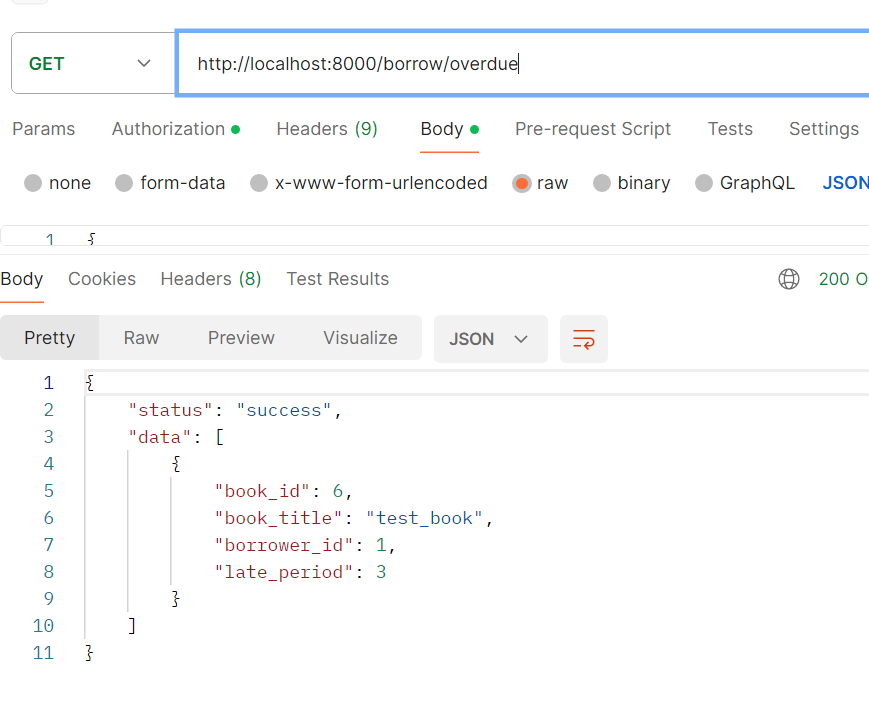 GET http://localhost:8000/borrow/overdue
Params Authorization Headers (9) Body Pre-request Script Tests Settings
none form-data x-www-form-urlencoded raw binary GraphQL JSON
1 {
Body Cookies Headers (8) Test Results 200 O
Pretty Raw Preview Visualize JSON
1 {
2 "status": "success",
3 "data": [
4 {
5 "book_id": 6,
6 "book_title": "test_book",
7 "borrower_id": 1,
8 "late_period": 3
9 }
10 ]
11 }